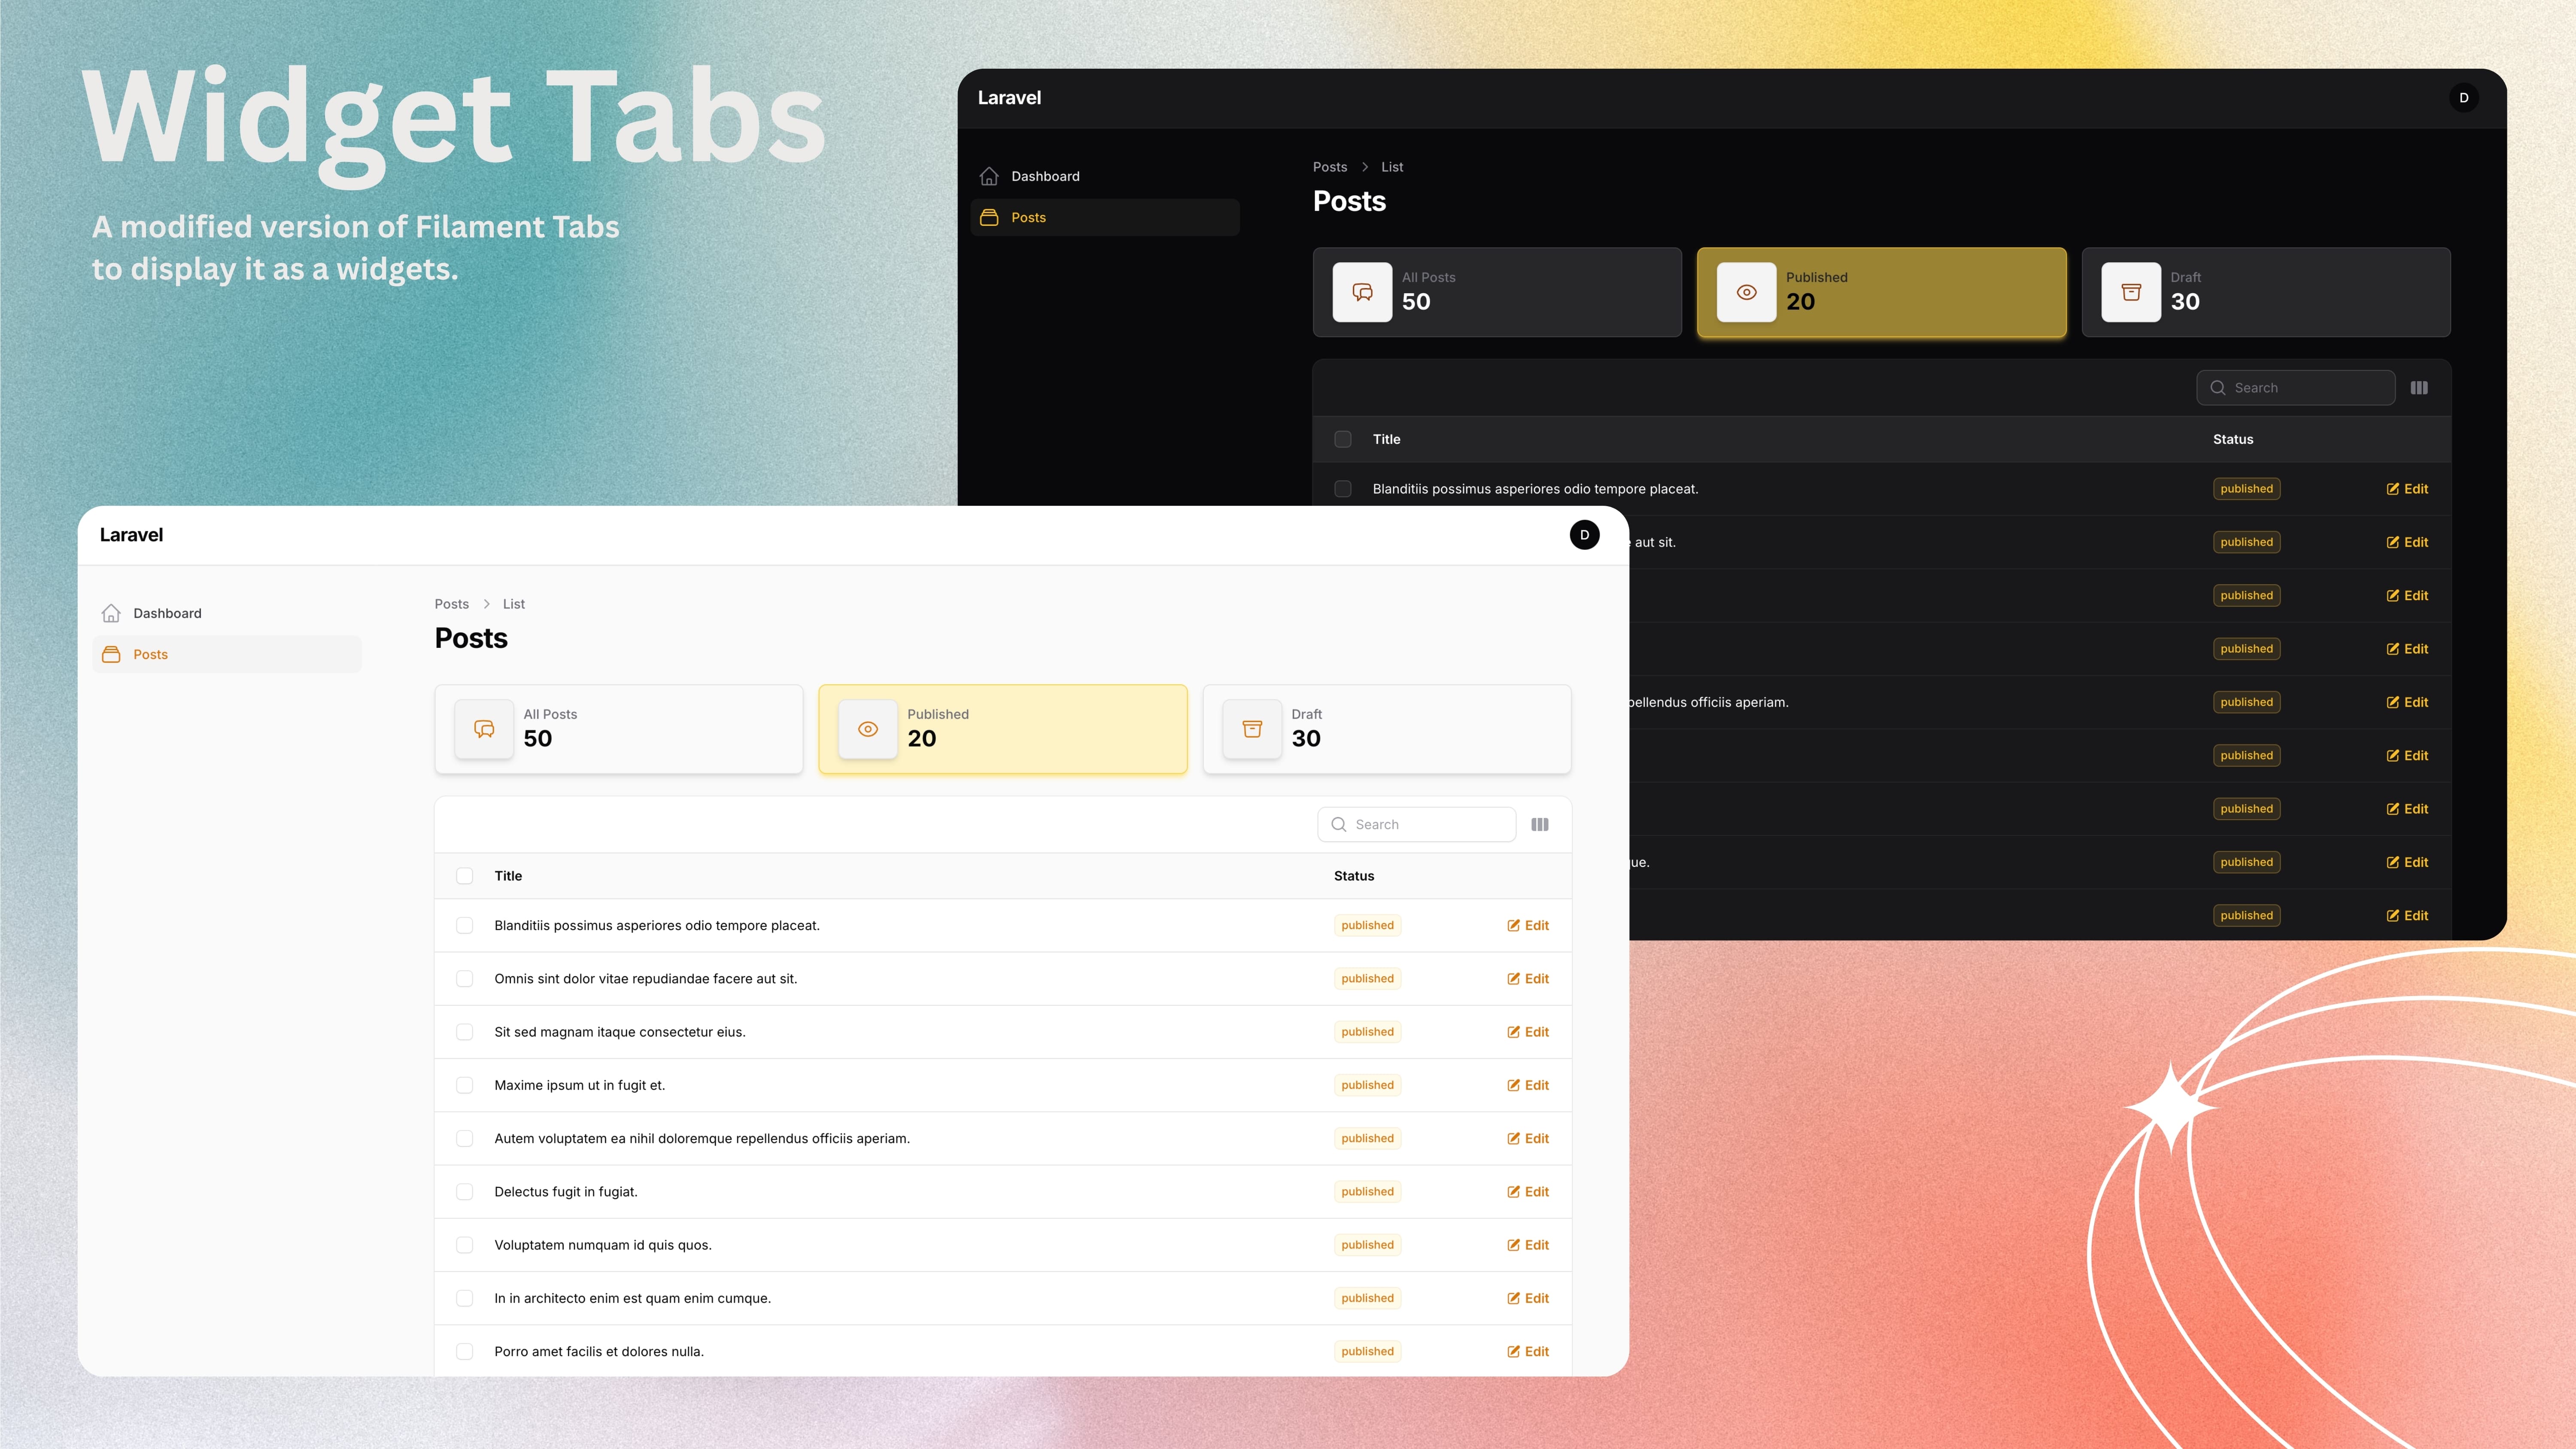 Widget Tabs
A modified version of Filament Tabs
to display it as a widgets.
Laravel
D
Dashboard
Posts
Posts > List
Posts
All Posts
50
Published
20
Draft
30
Search
Title Status
Blanditiis possimus asperiores odio tempore placeat. published Edit
aut sit. published Edit
published Edit
published Edit
pellendus officiis aperiam. published Edit
published Edit
published Edit
ue. published Edit
published Edit
Laravel
D
Dashboard
Posts
Posts > List
Posts
All Posts
50
Published
20
Draft
30
Search
Title Status
Blanditiis possimus asperiores odio tempore placeat. published Edit
Omnis sint dolor vitae repudiandae facere aut sit. published Edit
Sit sed magnam itaque consectetur eius. published Edit
Maxime ipsum ut in fugit et. published Edit
Autem voluptatem ea nihil doloremque repellendus officiis aperiam. published Edit
Delectus fugit in fugiat. published Edit
Voluptatem numquam id quis quos. published Edit
In in architecto enim est quam enim cumque. published Edit
Porro amet facilis et dolores nulla. published Edit